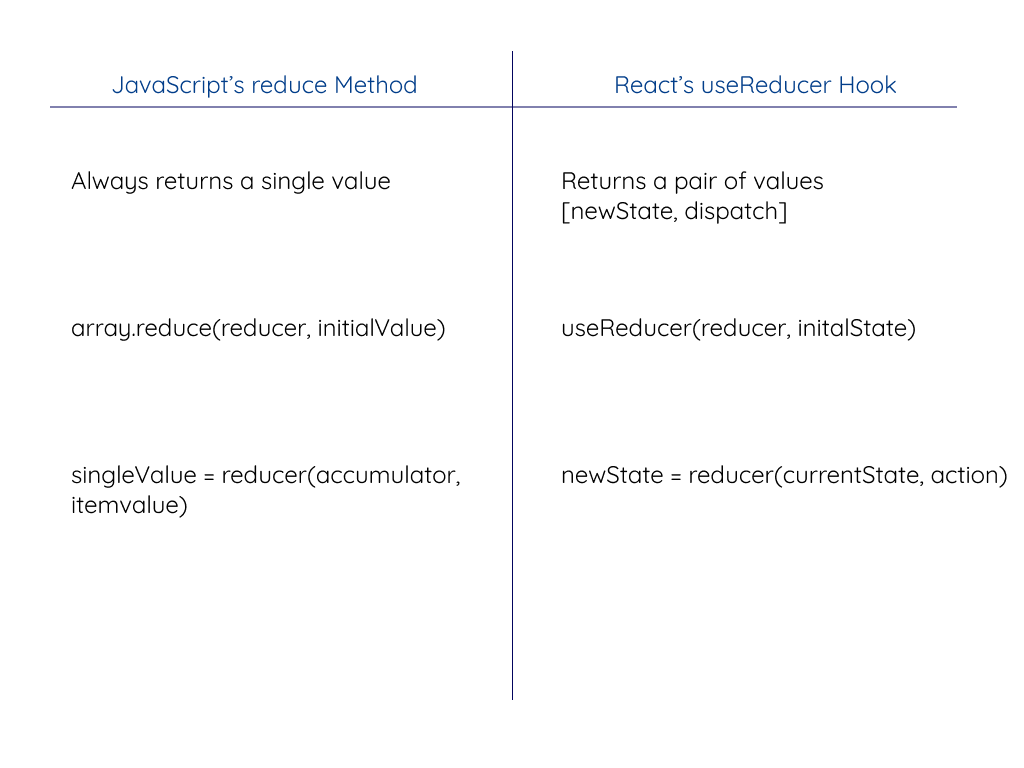 JavaScript’s reduce Method
React’s useReducer Hook
Always returns a single value
Returns a pair of values
[newState, dispatch]
array.reduce(reducer, initialValue)
useReducer(reducer, initalState)
singleValue = reducer(accumulator,
itemvalue)
newState = reducer(currentState, action)